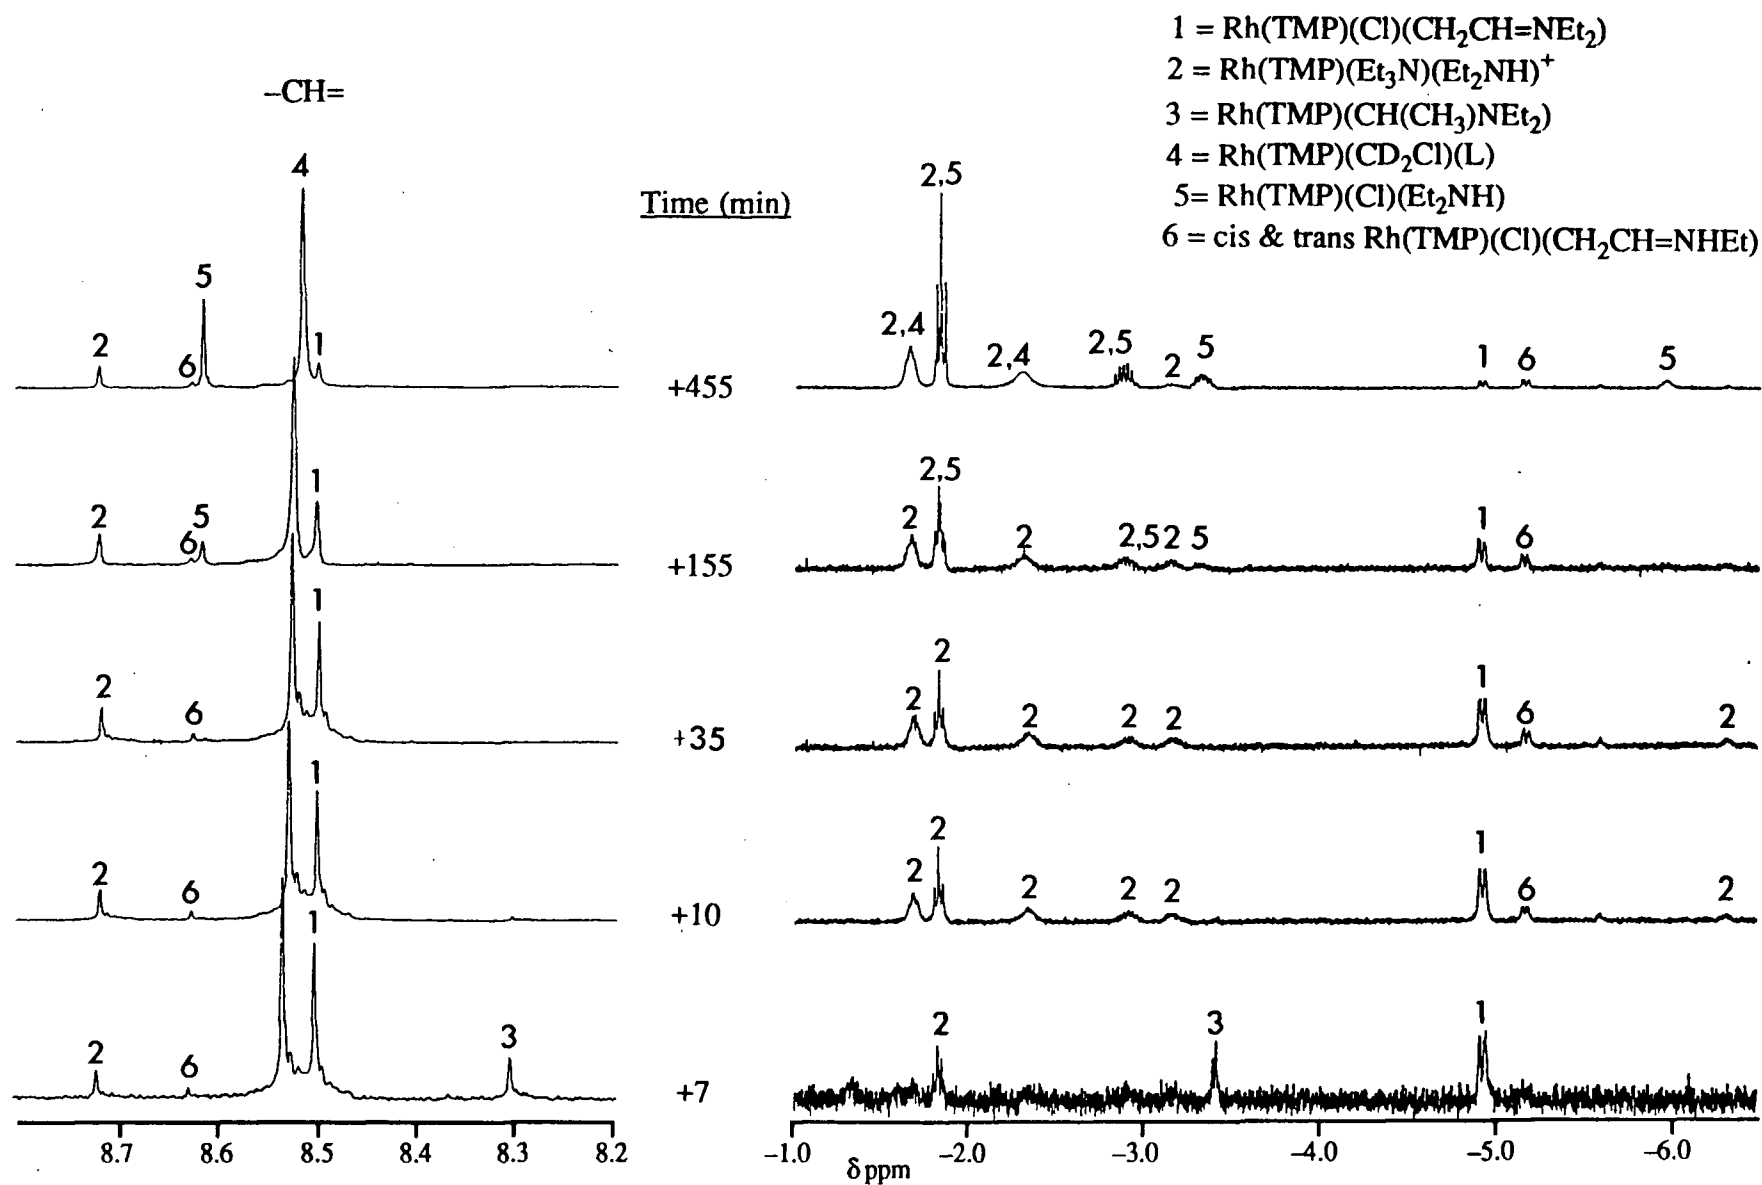 1 = Rh(TMP)(Cl)(CH₂CH=NEt₂)
2 = Rh(TMP)(Et₃N)(Et₂NH)⁺
3 = Rh(TMP)(CH(CH₃)NEt₂)
4 = Rh(TMP)(CD₂Cl)(L)
5= Rh(TMP)(Cl)(Et₂NH)
6 = cis & trans Rh(TMP)(Cl)(CH₂CH=NHEt)
–CH=
Time (min)
2 6 5 4 1
+455
2,4 2,5 2,4 2,5 2 5 1 6 5
2 6 5 1
+155
2 2,5 2 2,5 2 5 1 6
2 6 1
+35
2 2 2 2 2 1 6 2
2 6 1
+10
2 2 2 2 2 1 6 2
2 6 1 3
+7
2 3 1
8.7 8.6 8.5 8.4 8.3 8.2
–1.0 –2.0 –3.0 –4.0 –5.0 –6.0
δ ppm